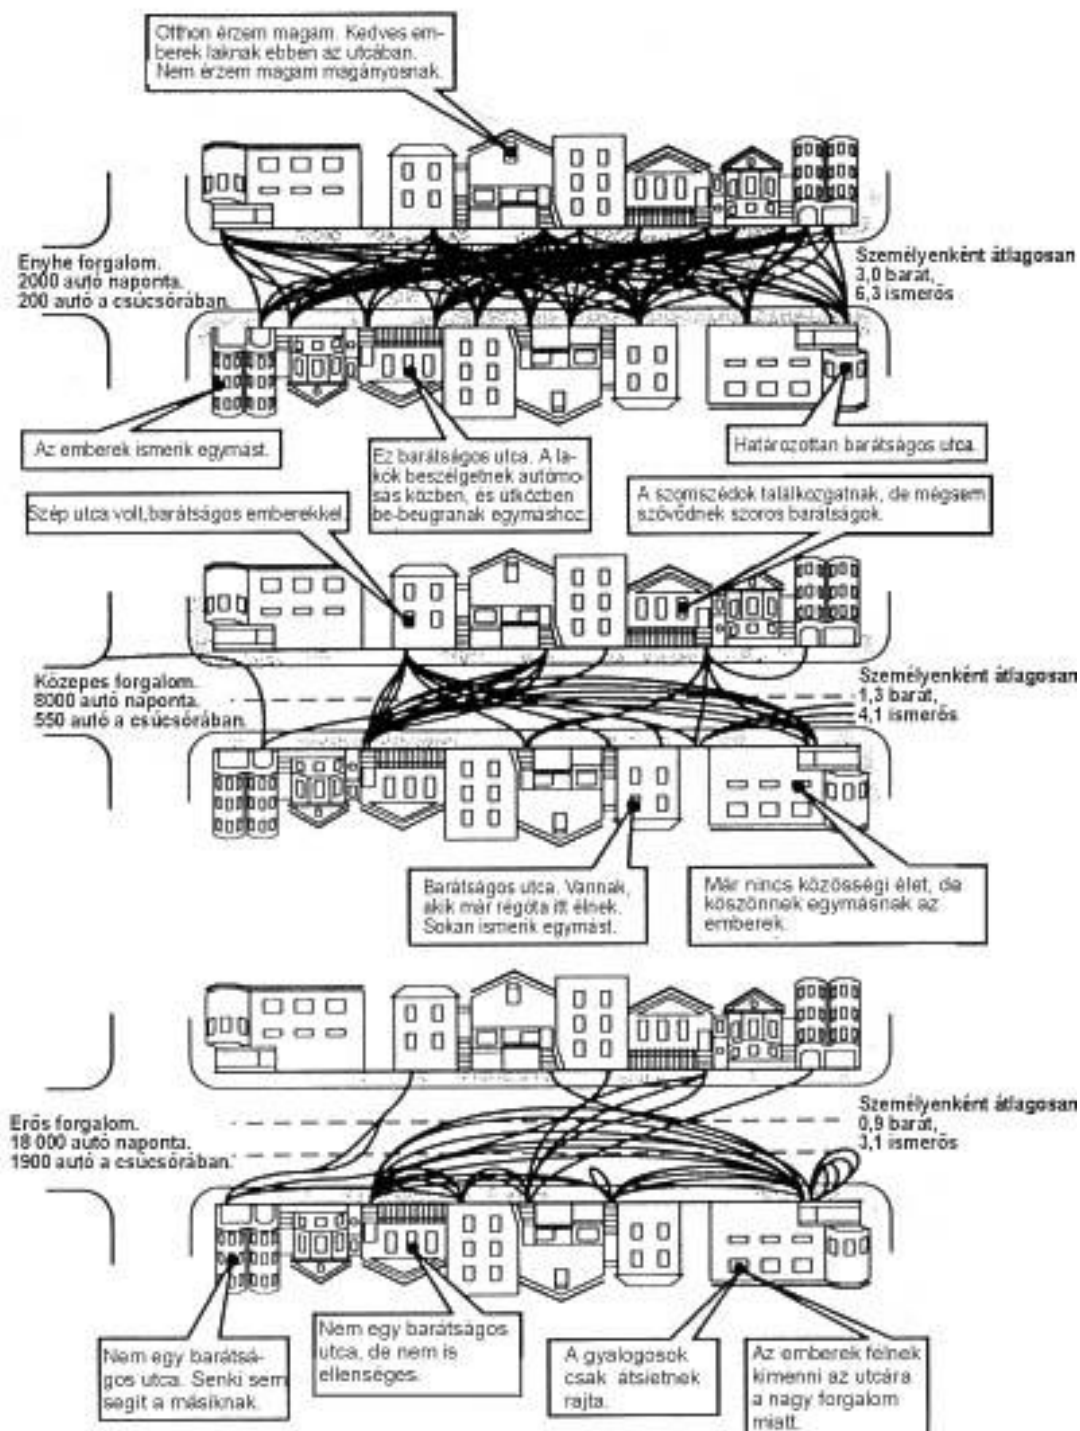 Otthon érzem magam. Kedves em-
berek laknak ebben az utcában.
Nem érzem magam magányosnak.
Enyhe forgalom.
2000 autó naponta.
200 autó a csúcsórában.
Személyenként átlagosan
3,0 barát,
6,3 ismerős
Az emberek ismerik egymást.
Ez barátságos utca. A la-
kók beszélgetnek autómo-
sás közben, és útközben
be-beugranak egymáshoz.
Határozottan barátságos utca.
Szép utca volt, barátságos emberekkel.
A szomszédok találkozgatnak, de mégsem
szövődnek szoros barátságok.
Közepes forgalom.
8000 autó naponta.
550 autó a csúcsórában.
Személyenként átlagosan
1,3 barát,
4,1 ismerős
Barátságos utca. Vannak,
akik már régóta itt élnek.
Sokan ismerik egymást.
Már nincs közösségi élet, de
köszönnek egymásnak az
emberek.
Erős forgalom.
18 000 autó naponta.
1900 autó a csúcsórában.
Személyenként átlagosan
0,9 barát,
3,1 ismerős
Nem egy barátsá-
gos utca. Senki sem
segit a másiknak.
Nem egy barátságos
utca, de nem is
ellenséges.
A gyalogosok
csak átsietnek
rajta.
Az emberek félnek
kimenni az utcára
a nagy forgalom
miatt.